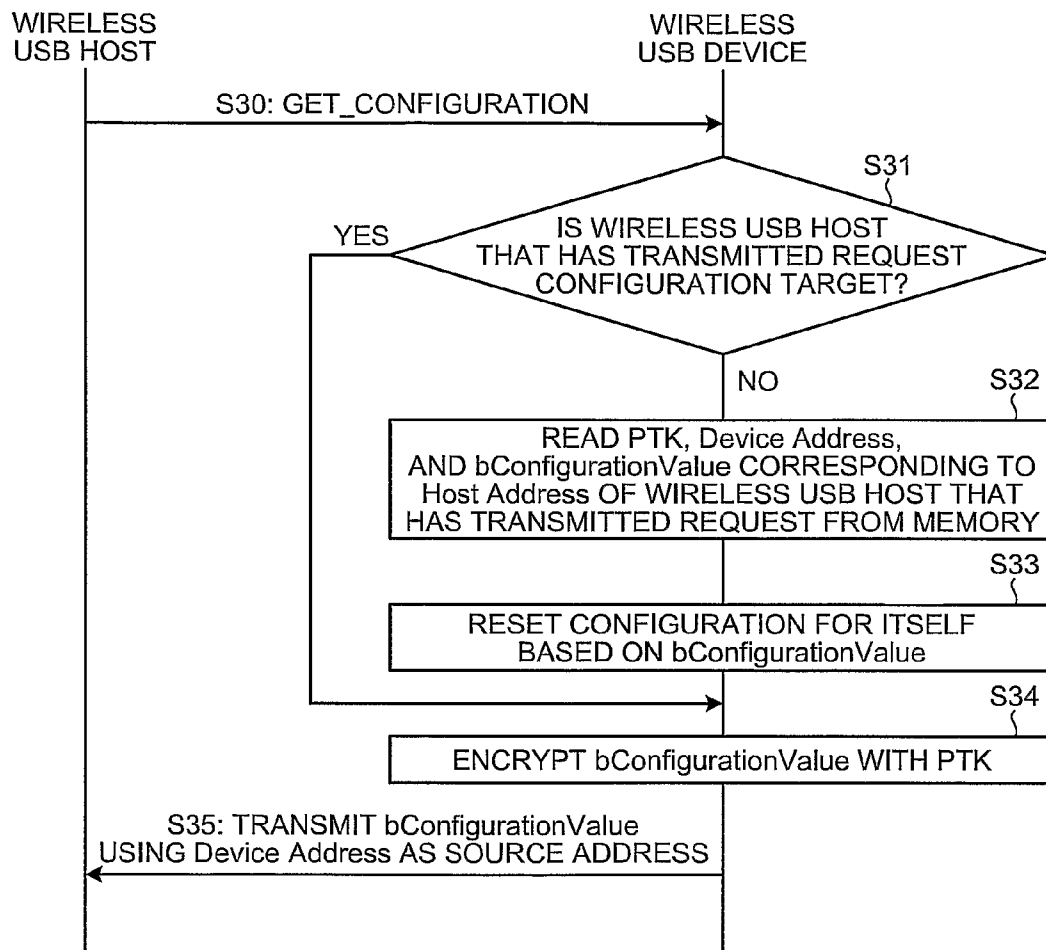 WIRELESS
USB HOST
WIRELESS
USB DEVICE
S30: GET_CONFIGURATION
S31
IS WIRELESS USB HOST
THAT HAS TRANSMITTED REQUEST
CONFIGURATION TARGET?
YES
NO
S32
READ PTK, Device Address,
AND bConfigurationValue CORRESPONDING TO
Host Address OF WIRELESS USB HOST THAT
HAS TRANSMITTED REQUEST FROM MEMORY
S33
RESET CONFIGURATION FOR ITSELF
BASED ON bConfigurationValue
S34
ENCRYPT bConfigurationValue WITH PTK
S35: TRANSMIT bConfigurationValue
USING Device Address AS SOURCE ADDRESS